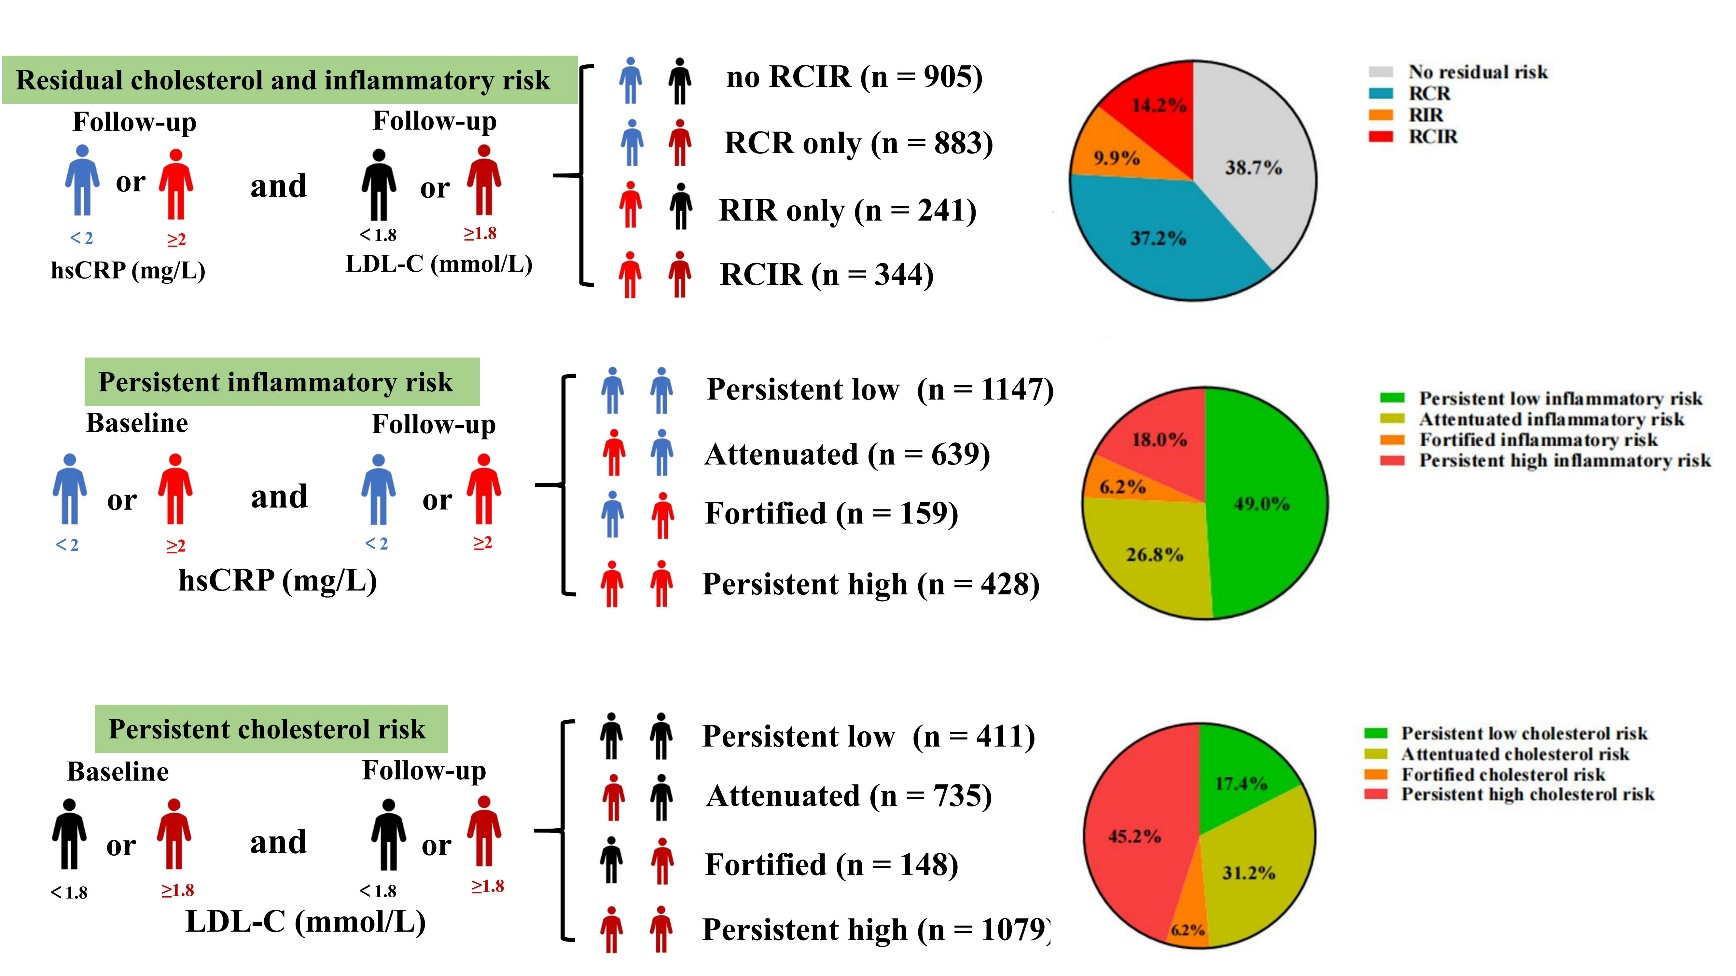 Residual cholesterol and inflammatory risk
Follow-up
Follow-up
or
and
or
< 2
≥2
< 1.8
≥1.8
hsCRP (mg/L)
LDL-C (mmol/L)
no RCIR (n = 905)
RCR only (n = 883)
RIR only (n = 241)
RCIR (n = 344)
14.2%
9.9%
38.7%
37.2%
No residual risk
RCR
RIR
RCIR
Persistent inflammatory risk
Baseline
Follow-up
or
and
or
< 2
≥2
< 2
≥2
hsCRP (mg/L)
Persistent low (n = 1147)
Attenuated (n = 639)
Fortified (n = 159)
Persistent high (n = 428)
18.0%
6.2%
49.0%
26.8%
Persistent low inflammatory risk
Attentuated inflammatory risk
Fortified inflammatory risk
Persistent high inflammatory risk
Persistent cholesterol risk
Baseline
Follow-up
or
and
or
< 1.8
≥1.8
< 1.8
≥1.8
LDL-C (mmol/L)
Persistent low (n = 411)
Attenuated (n = 735)
Fortified (n = 148)
Persistent high (n = 1079)
17.4%
45.2%
31.2%
6.2%
Persistent low cholesterol risk
Attentuated cholesterol risk
Fortified cholesterol risk
Persistent high cholesterol risk